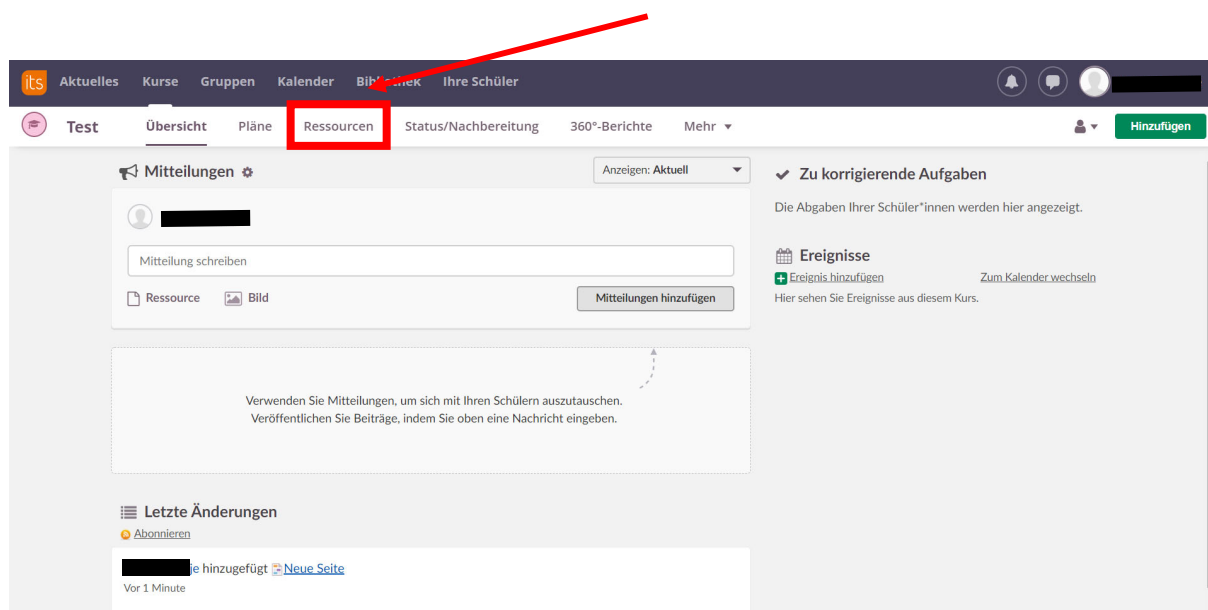 its Aktuelles Kurse Gruppen Kalender Ihre Schüler
Test Übersicht Pläne Ressourcen Status/Nachbereitung 360°-Berichte Mehr Hinzufügen
Mitteilungen
Anzeigen: Aktuell
Mitteilung schreiben
Ressource Bild
Mitteilungen hinzufügen
Verwenden Sie Mitteilungen, um sich mit Ihren Schülern auszutauschen.
Veröffentlichen Sie Beiträge, indem Sie oben eine Nachricht eingeben.
Letzte Änderungen
Abonnieren
je hinzugefügt Neue Seite
Vor 1 Minute
Zu korrigierende Aufgaben
Die Abgaben Ihrer Schüler*innen werden hier angezeigt.
Ereignisse
Ereignis hinzufügen Zum Kalender wechseln
Hier sehen Sie Ereignisse aus diesem Kurs.